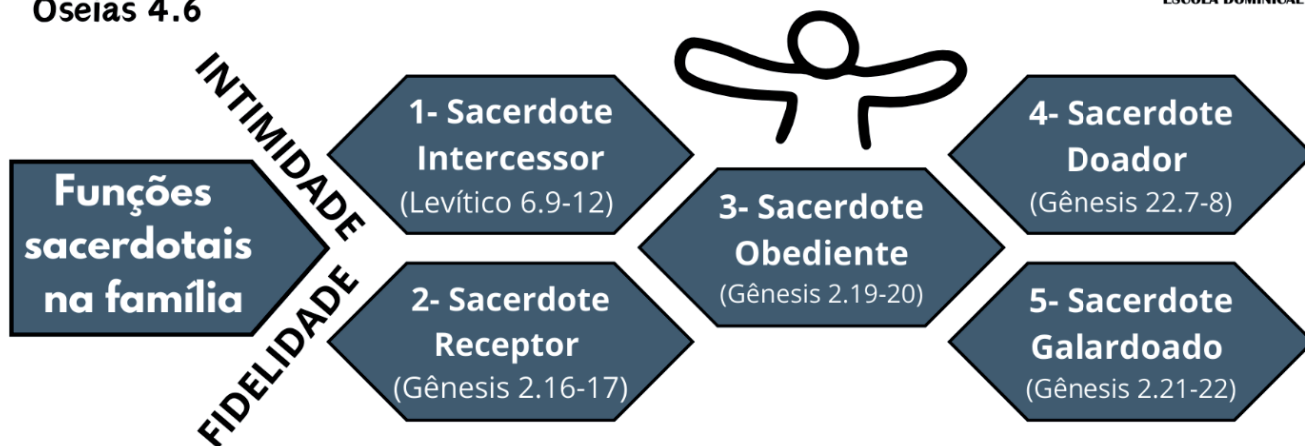 Oseias 4.6
ESCOLA DOMINICAL
INTIMIDADE
FIDELIDADE
Funções
sacerdotais
na família
1- Sacerdote
Intercessor
(Levítico 6.9-12)
2- Sacerdote
Receptor
(Gênesis 2.16-17)
3- Sacerdote
Obediente
(Gênesis 2.19-20)
4- Sacerdote
Doador
(Gênesis 22.7-8)
5- Sacerdote
Galardoado
(Gênesis 2.21-22)